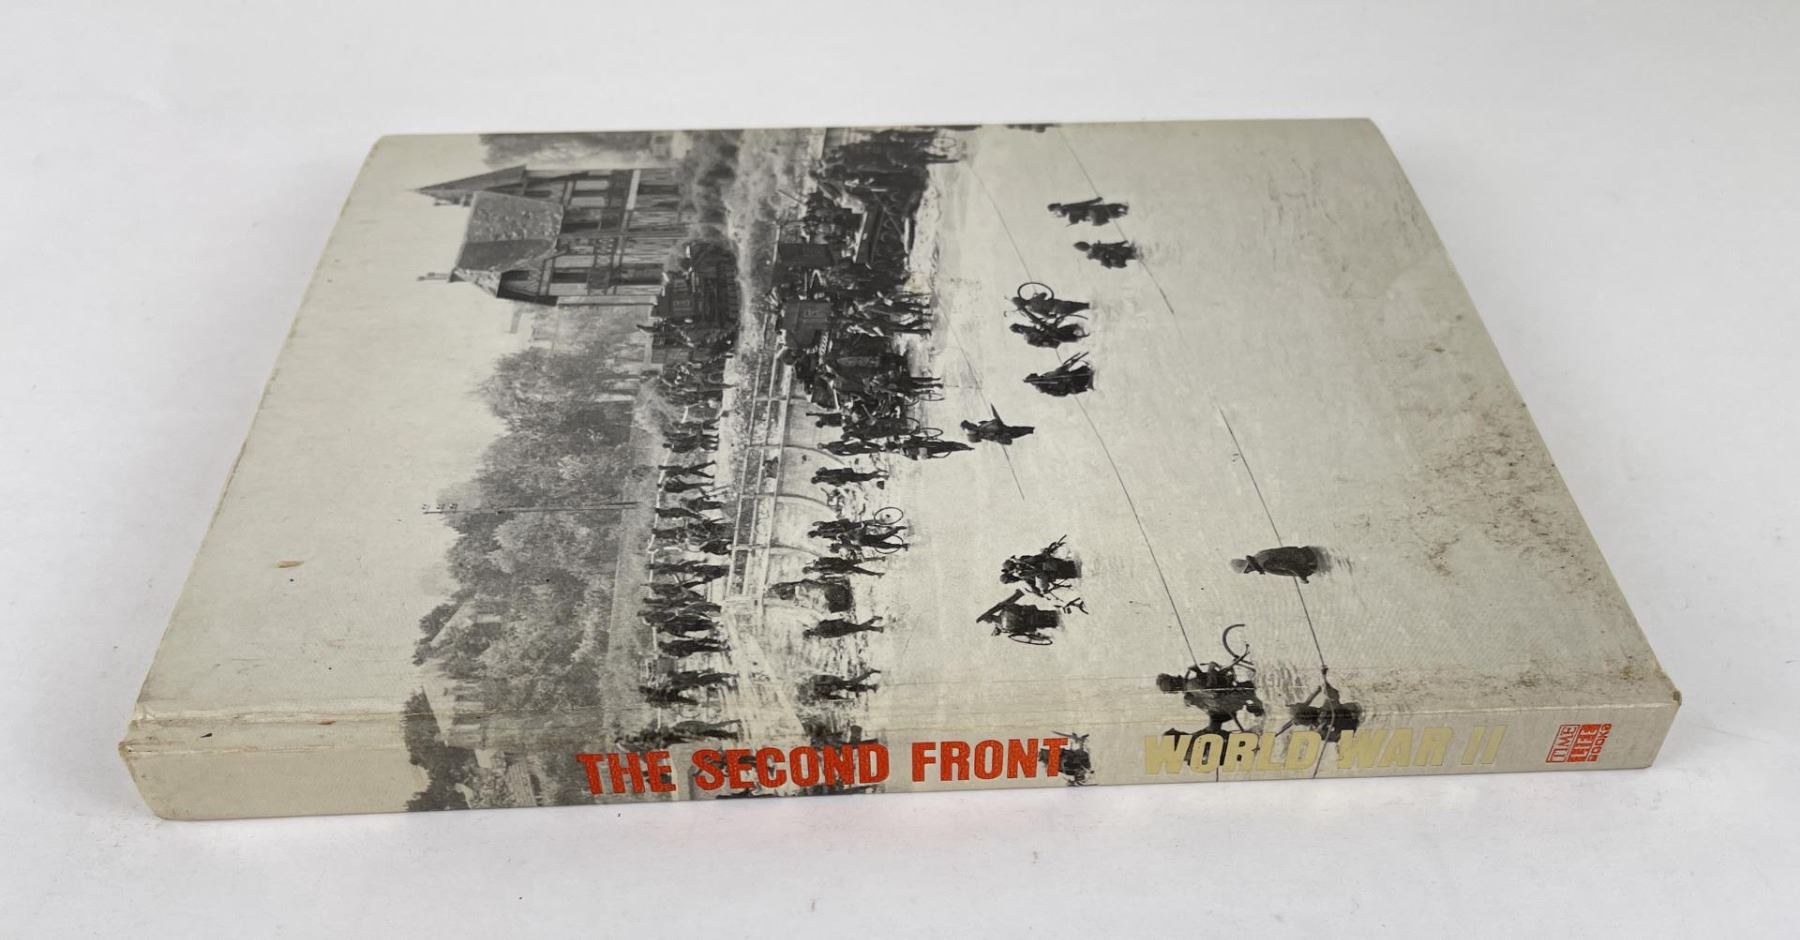 THE SECOND FRONT
WORLD WAR II
TIME
LIFE
BOOKS